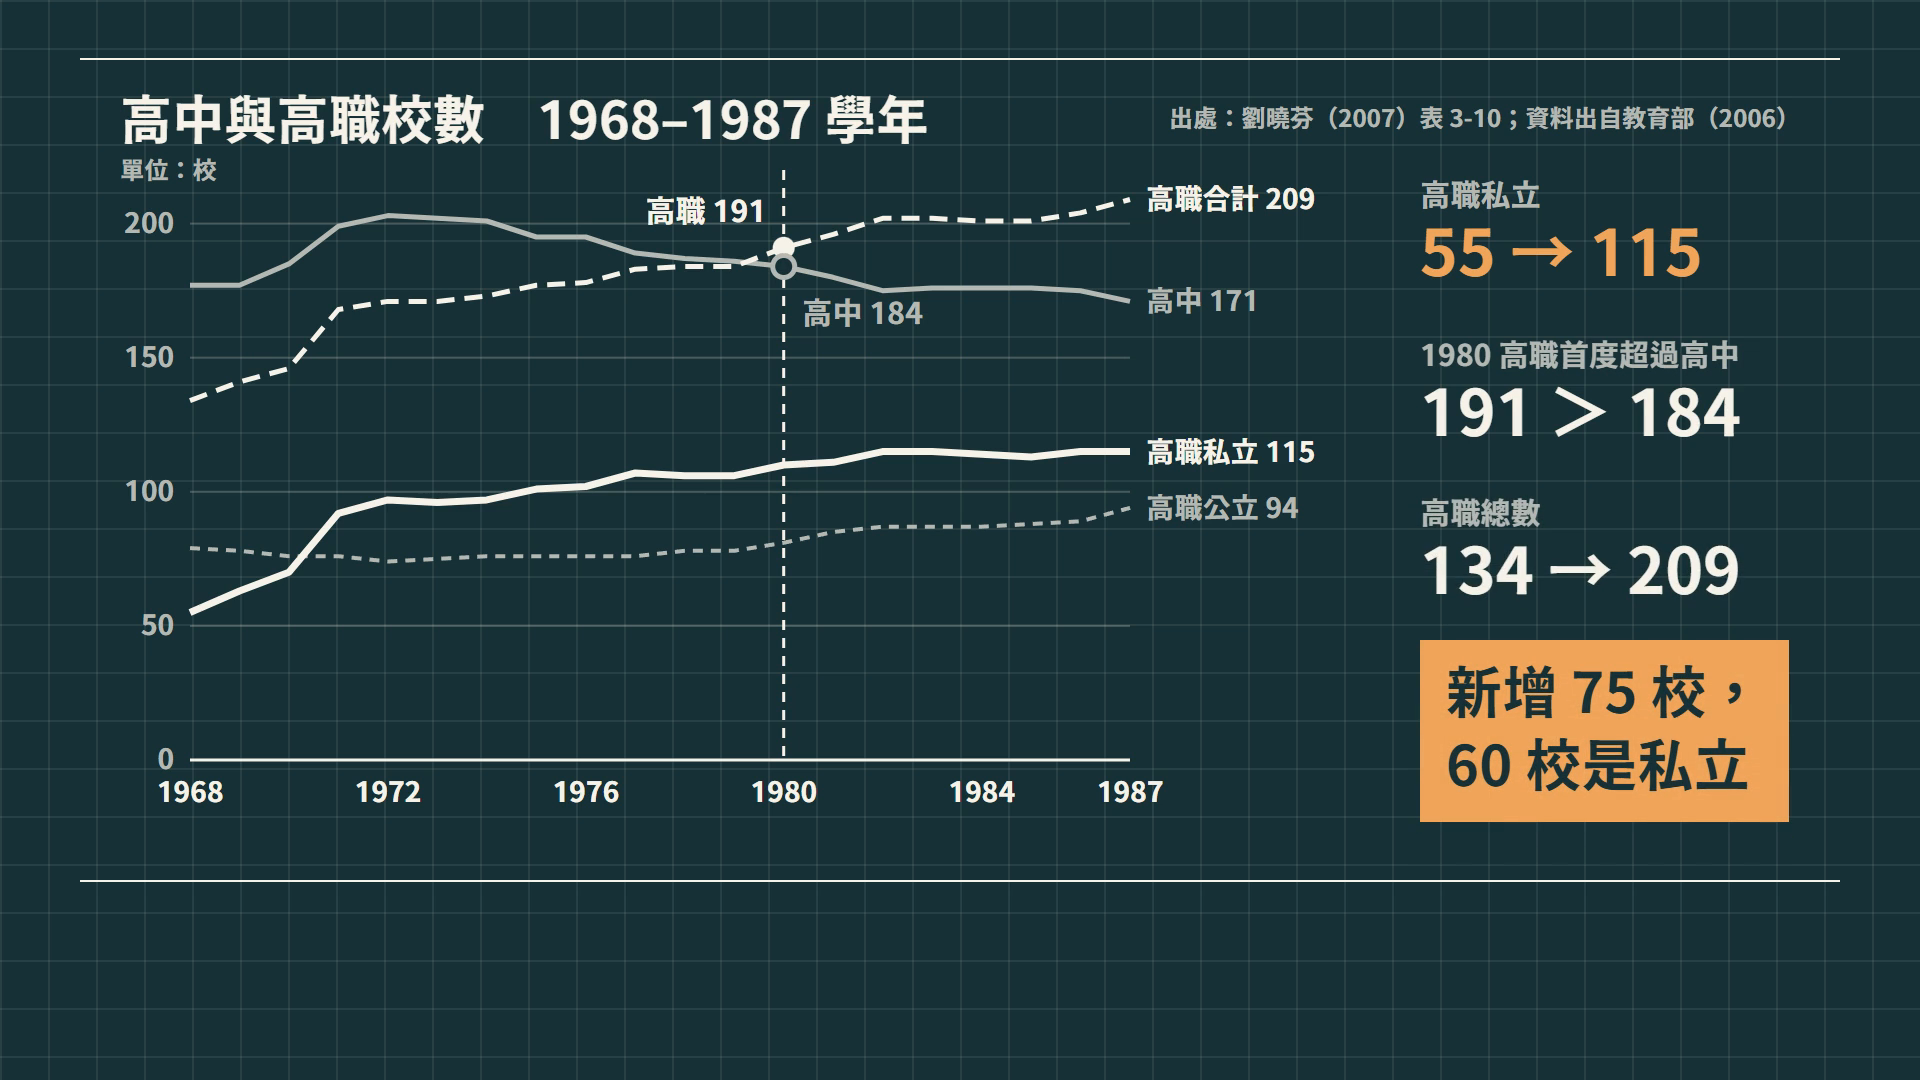 高中與高職校數　1968–1987 學年
出處：劉曉芬（2007）表 3-10；資料出自教育部（2006）
單位：校
200
150
100
50
0
1968
1972
1976
1980
1984
1987
高職 191
高中 184
高職合計 209
高中 171
高職私立 115
高職公立 94
高職私立
55 → 115
1980 高職首度超過高中
191 ＞ 184
高職總數
134 → 209
新增 75 校，
60 校是私立